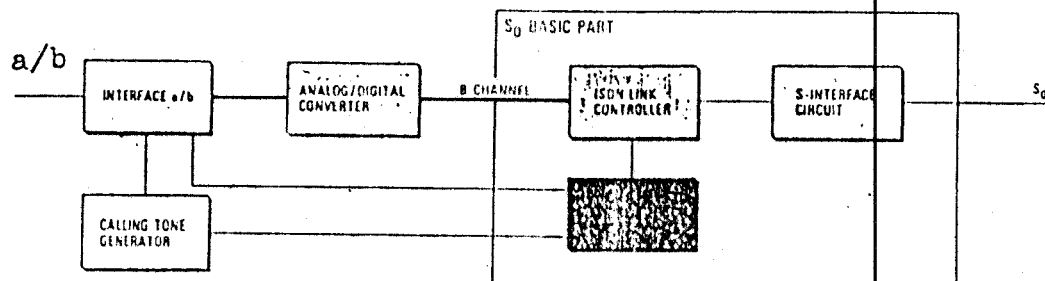 S0 BASIC PART
a/b
INTERFACE a/b
ANALOG/DIGITAL
CONVERTER
B CHANNEL
ISDN LINK
CONTROLLER
S-INTERFACE
CIRCUIT
S0
CALLING TONE
GENERATOR